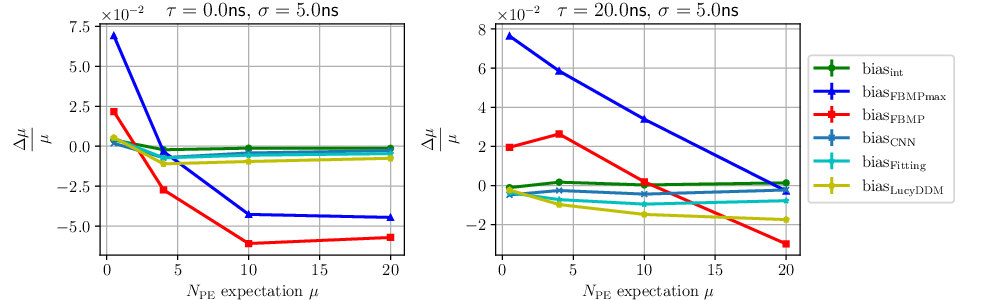 ×10⁻² τ = 0.0ns, σ = 5.0ns
7.5
5.0
2.5
0.0
−2.5
−5.0
Δμ/μ
0 5 10 15 20
N_PE expectation μ
×10⁻² τ = 20.0ns, σ = 5.0ns
8
6
4
2
0
−2
Δμ/μ
0 5 10 15 20
N_PE expectation μ
bias_int
bias_FBMPmax
bias_FBMP
bias_CNN
bias_Fitting
bias_LucyDDM